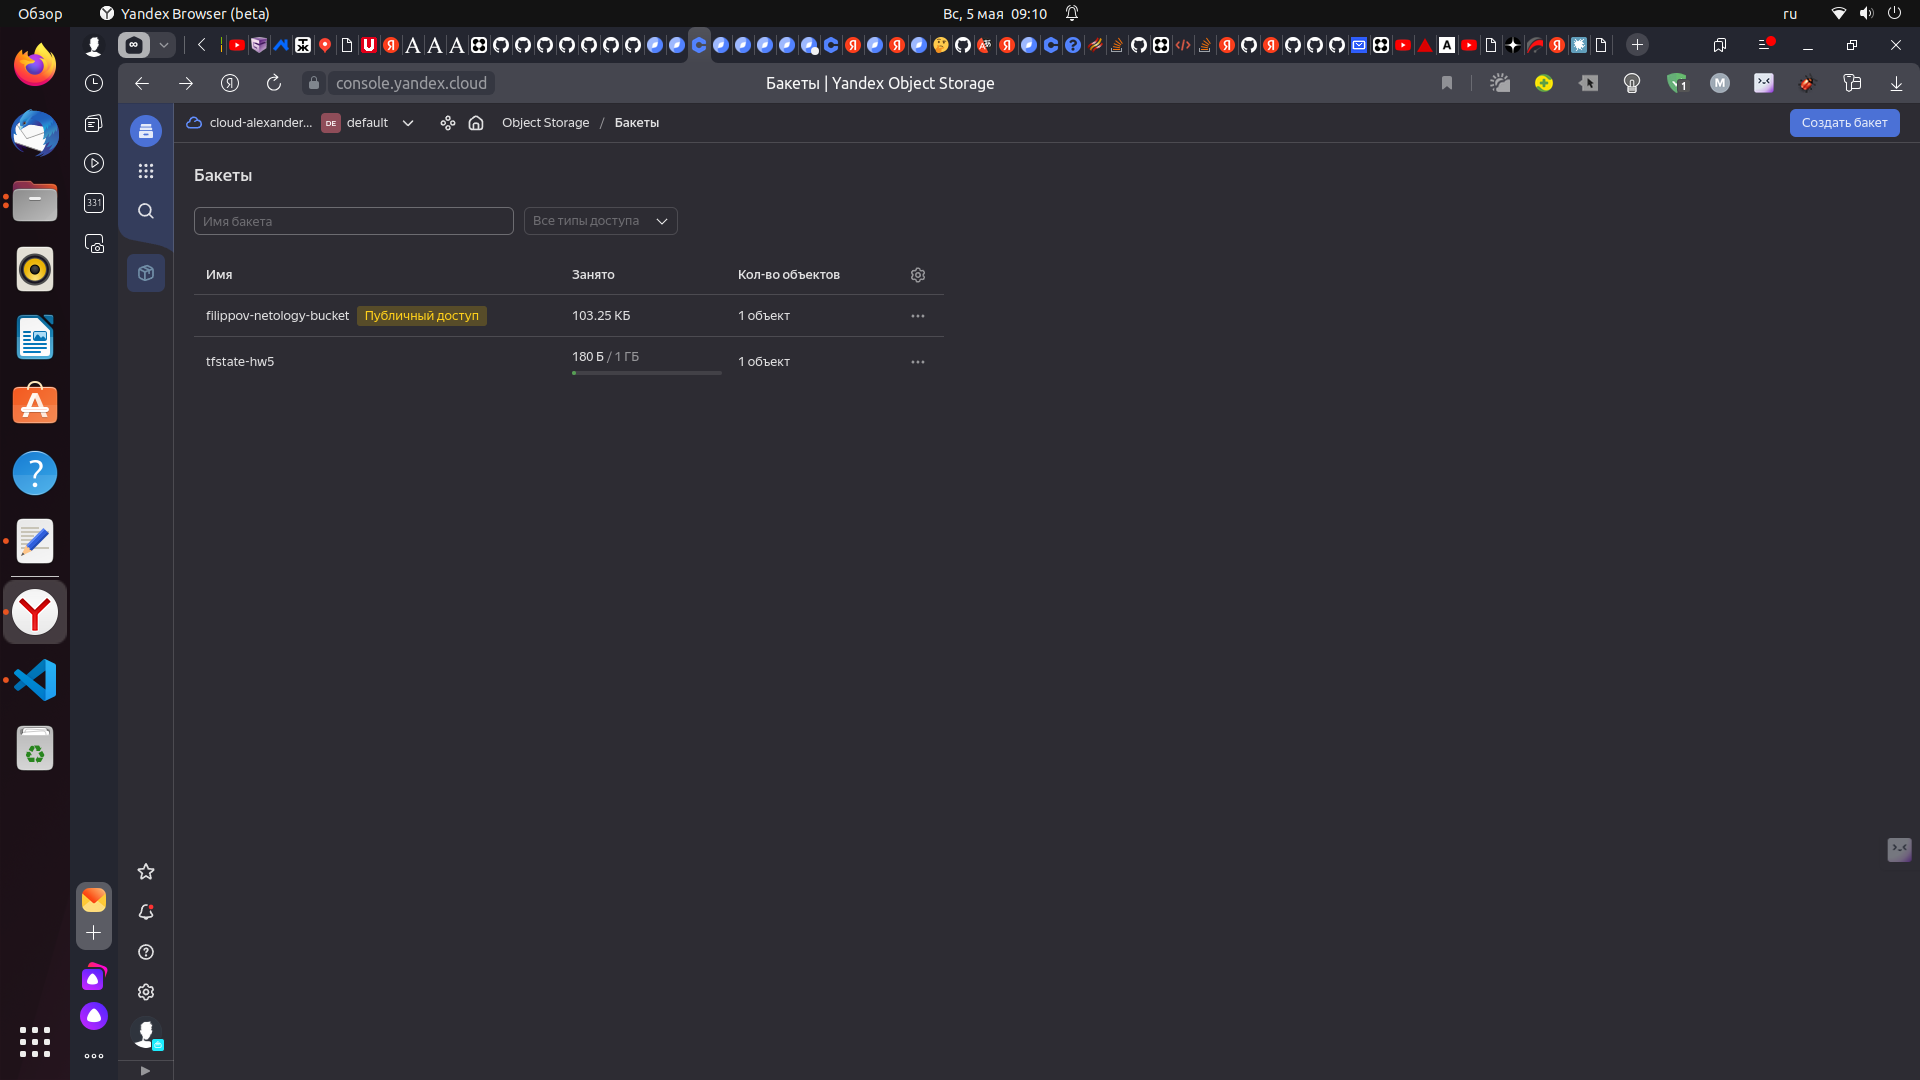 Обзор
Yandex Browser (beta)
Вс, 5 мая 09:10
ru
console.yandex.cloud
Бакеты | Yandex Object Storage
1
M
331
cloud-alexander...
DE
default
Object Storage / Бакеты
Создать бакет
Бакеты
Имя бакета
Все типы доступа
Имя
Занято
Кол-во объектов
filippov-netology-bucket
Публичный доступ
103.25 КБ
1 объект
tfstate-hw5
180 Б / 1 ГБ
1 объект